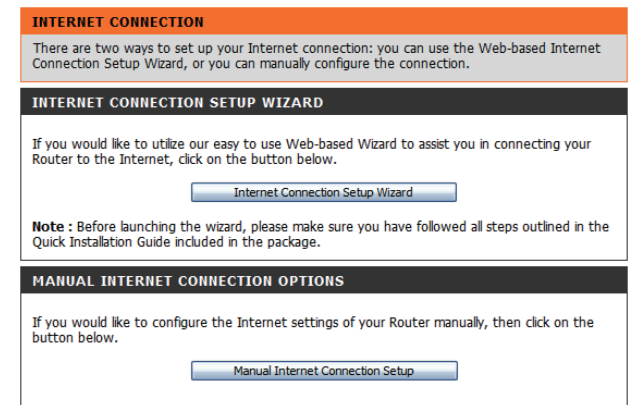 INTERNET CONNECTION
There are two ways to set up your Internet connection: you can use the Web-based Internet
Connection Setup Wizard, or you can manually configure the connection.
INTERNET CONNECTION SETUP WIZARD
If you would like to utilize our easy to use Web-based Wizard to assist you in connecting your
Router to the Internet, click on the button below.
Internet Connection Setup Wizard
Note : Before launching the wizard, please make sure you have followed all steps outlined in the
Quick Installation Guide included in the package.
MANUAL INTERNET CONNECTION OPTIONS
If you would like to configure the Internet settings of your Router manually, then click on the
button below.
Manual Internet Connection Setup